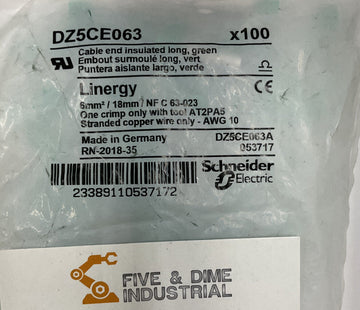 DZ5CE063 x100
Cable end insulated long, green
Embout surmoulé long, vert
Puntera aislante largo, verde
Linergy
6mm² / 18mm / NF C 63-023
One crimp only with tool AT2PA5
Stranded copper wire only - AWG 10
Made in Germany DZ5CE063A
RN-2018-35 053717
Schneider
Electric
23389110537172
FIVE & DIME
INDUSTRIAL